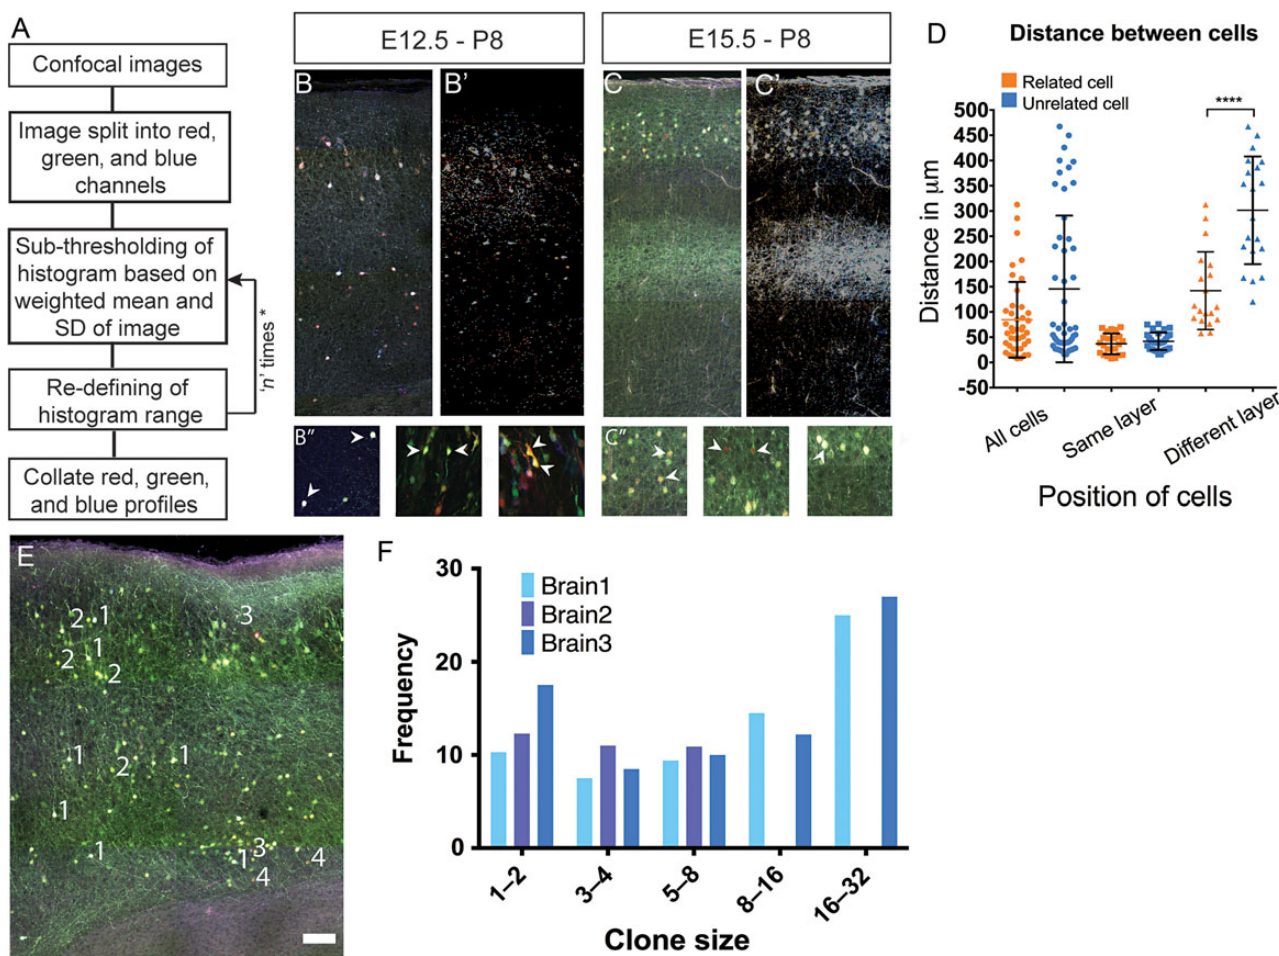 A
Confocal images
Image split into red,
green, and blue
channels
Sub-thresholding of
histogram based on
weighted mean and
SD of image
'n' times *
Re-defining of
histogram range
Collate red, green,
and blue profiles
E12.5 - P8
E15.5 - P8
B
B'
C
C'
B"
C"
D
Distance between cells
Related cell
Unrelated cell
****
Distance in μm
500
450
400
350
300
250
200
150
100
50
0
-50
All cells
Same layer
Different layer
Position of cells
E
2
1
3
1
2
2
1
2
1
1
1
3
1
4
4
F
Brain1
Brain2
Brain3
Frequency
30
20
10
0
1–2
3–4
5–8
8–16
16–32
Clone size